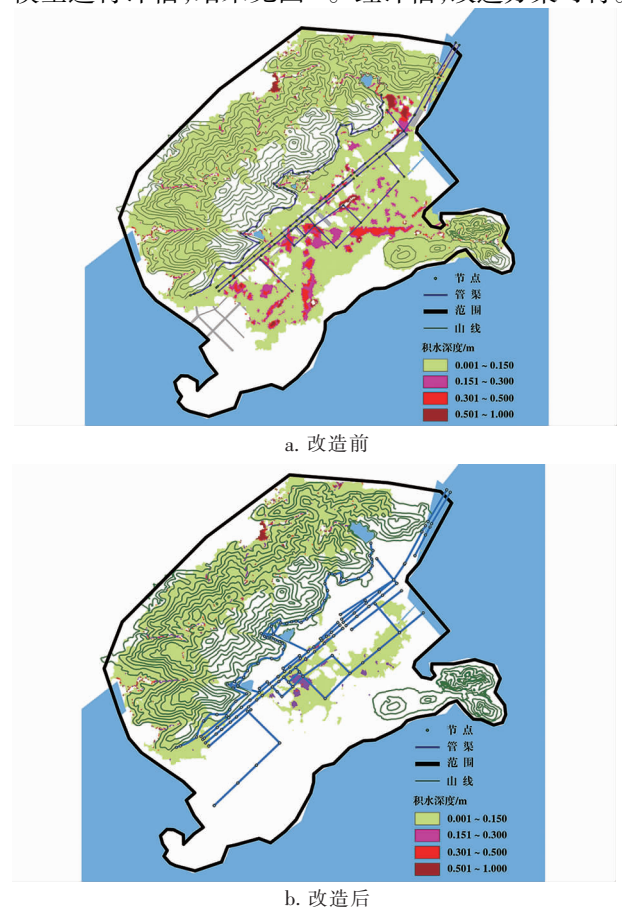 节 点
管 渠
范 围
山 线
积水深度/m
0.001 ~ 0.150
0.151 ~ 0.300
0.301 ~ 0.500
0.501 ~ 1.000
a. 改造前
节 点
管 渠
范 围
山 线
积水深度/m
0.001 ~ 0.150
0.151 ~ 0.300
0.301 ~ 0.500
0.501 ~ 1.000
b. 改造后